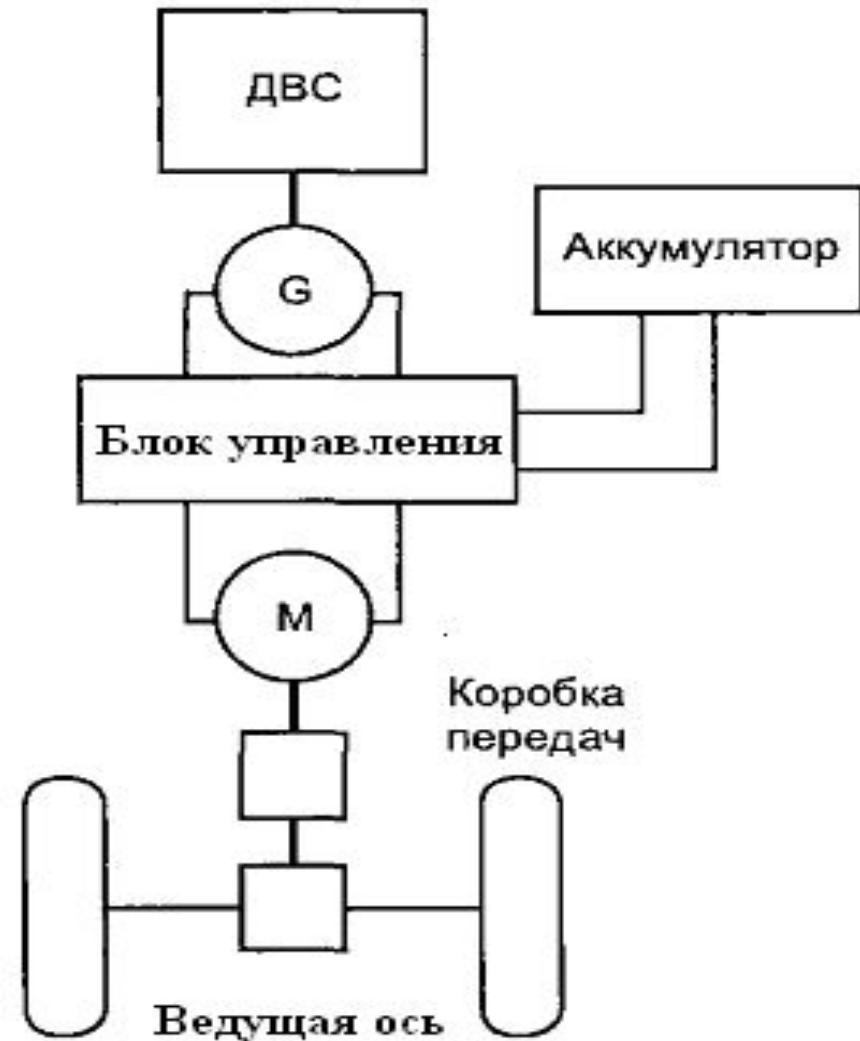 ДВС
G
Аккумулятор
Блок управления
M
Коробка
передач
Ведущая ось